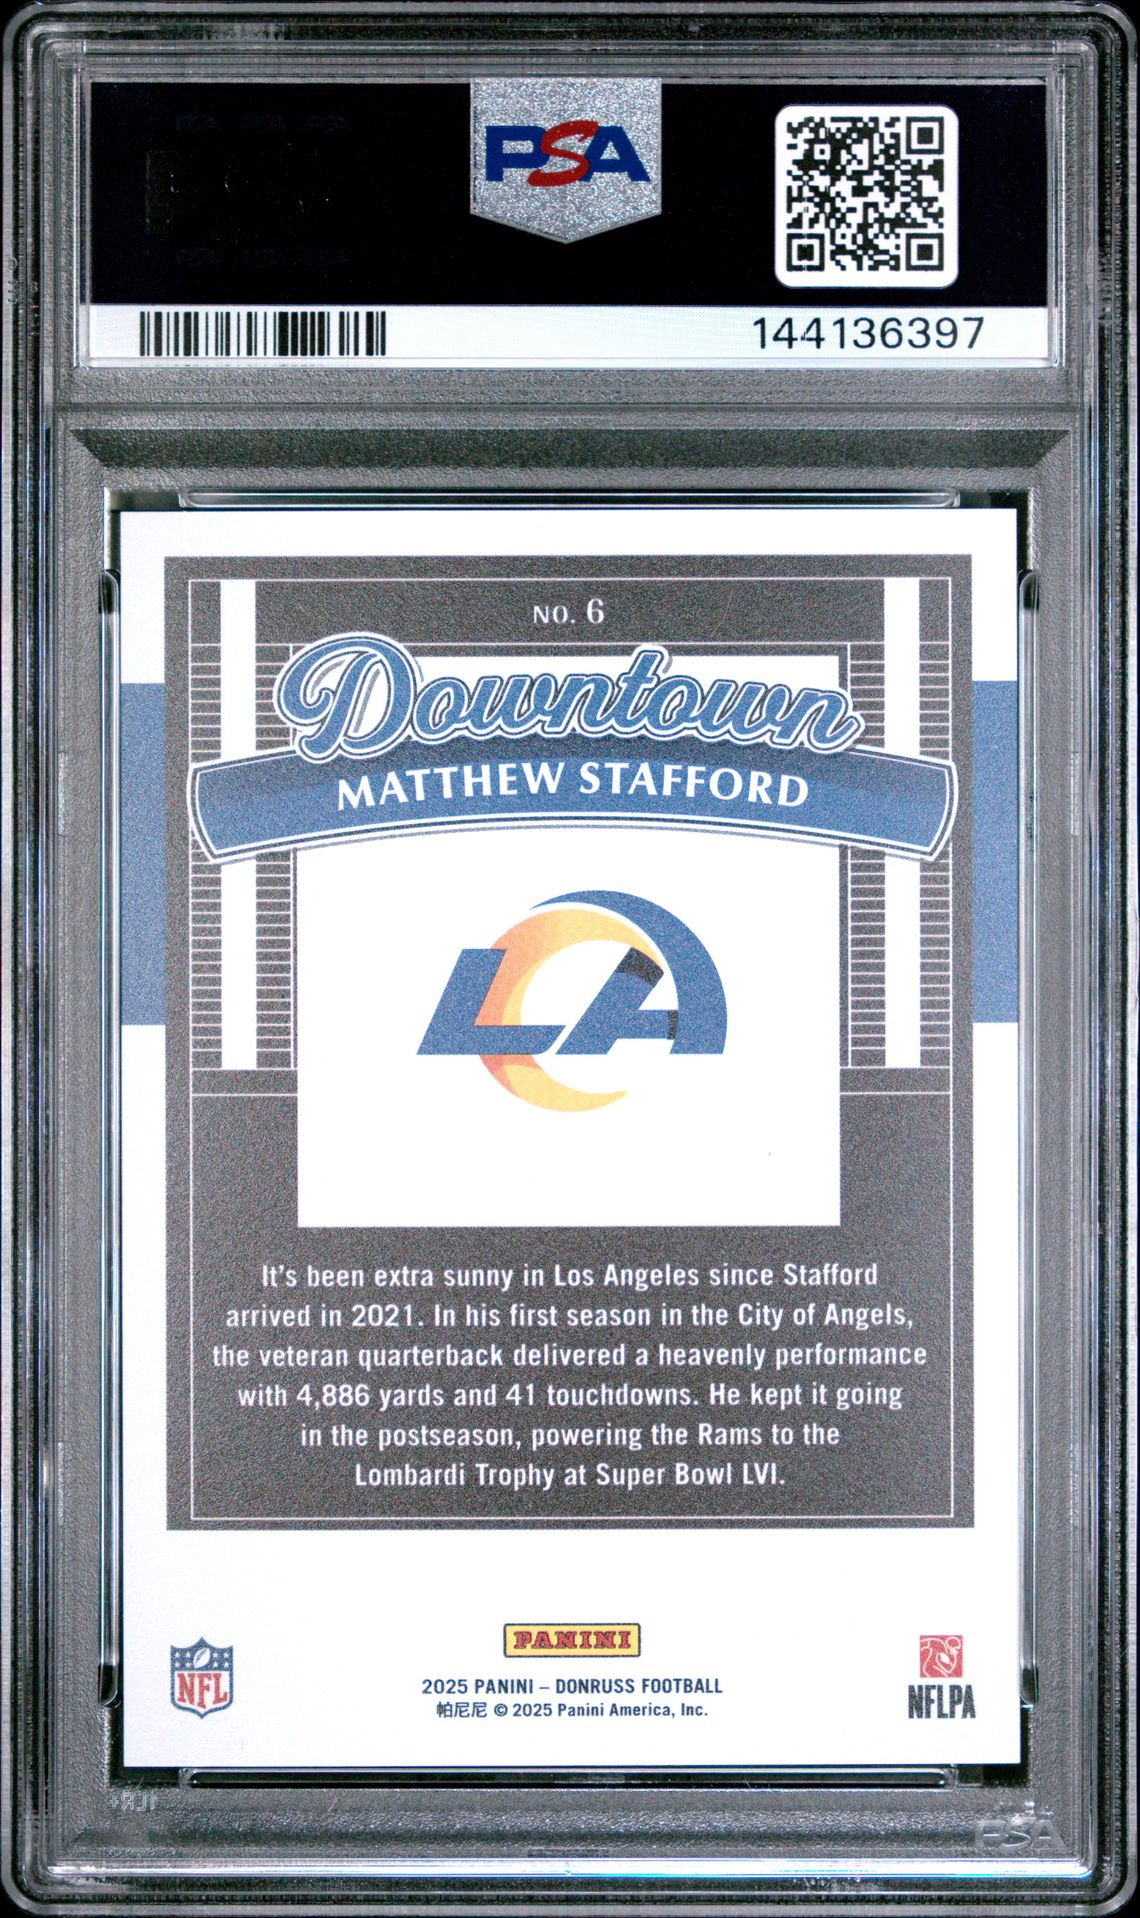 PSA
144136397
NO. 6
Downtown
MATTHEW STAFFORD
LA
It's been extra sunny in Los Angeles since Stafford
arrived in 2021. In his first season in the City of Angels,
the veteran quarterback delivered a heavenly performance
with 4,886 yards and 41 touchdowns. He kept it going
in the postseason, powering the Rams to the
Lombardi Trophy at Super Bowl LVI.
PANINI
NFL
2025 PANINI – DONRUSS FOOTBALL
帕尼尼 © 2025 Panini America, Inc.
NFLPA
PSA